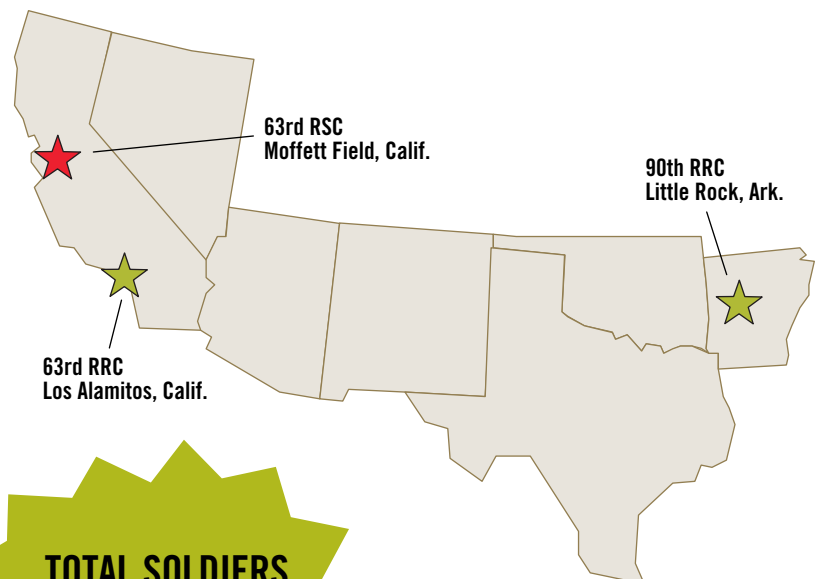 63rd RSC
Moffett Field, Calif.
90th RRC
Little Rock, Ark.
63rd RRC
Los Alamitos, Calif.
TOTAL SOLDIERS